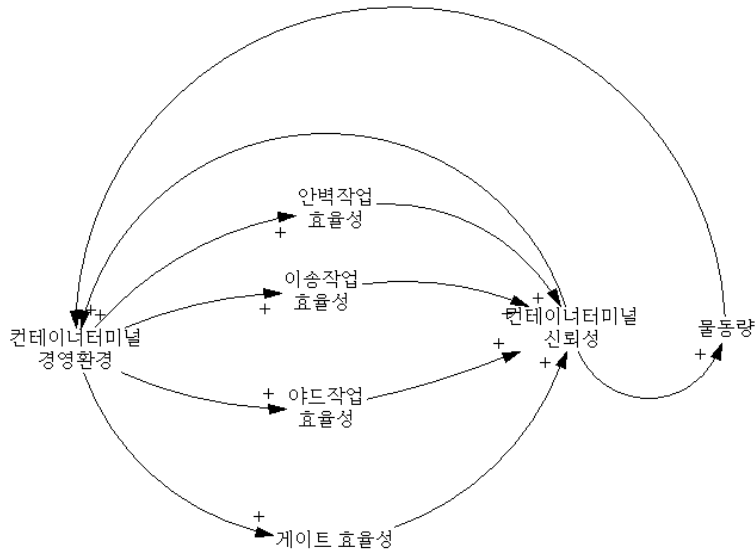 안벽작업
효율성
이송작업
효율성
컨테이너터미널
경영환경
컨테이너터미널
신뢰성
물동량
야드작업
효율성
게이트 효율성
+
+
+
+
+
+
+
+
+
+
+